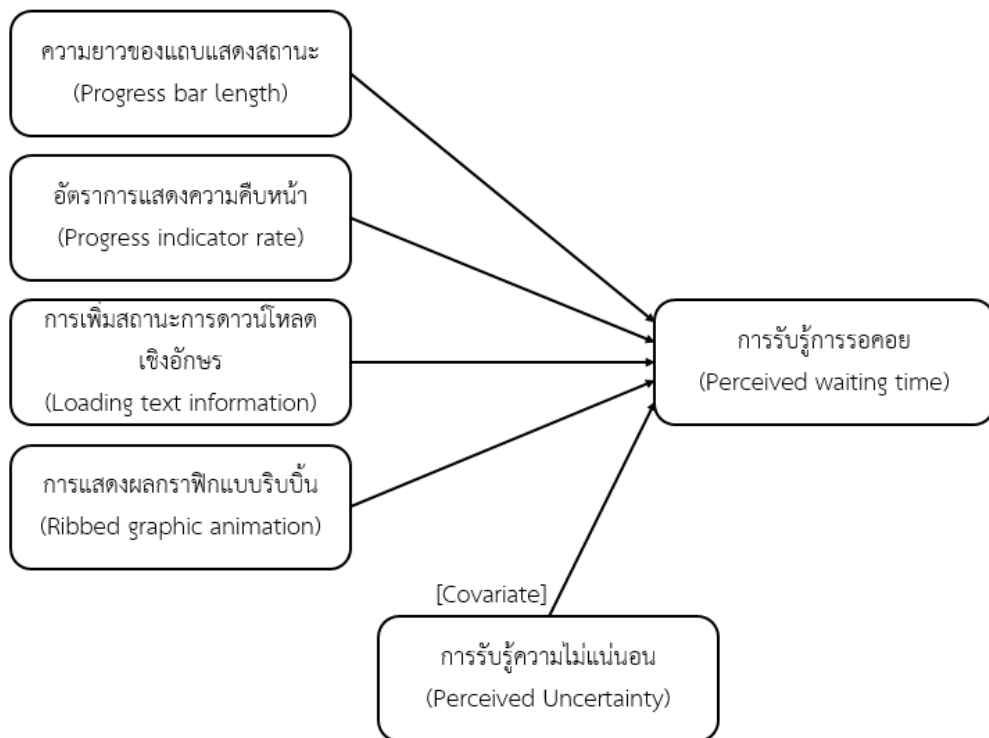 ความยาวของแถบแสดงสถานะ
(Progress bar length)
อัตราการแสดงความคืบหน้า
(Progress indicator rate)
การเพิ่มสถานะการดาวน์โหลด
เชิงอักษร
(Loading text information)
การแสดงผลกราฟิกแบบริบบิ้น
(Ribbed graphic animation)
การรับรู้การรอคอย
(Perceived waiting time)
[Covariate]
การรับรู้ความไม่แน่นอน
(Perceived Uncertainty)